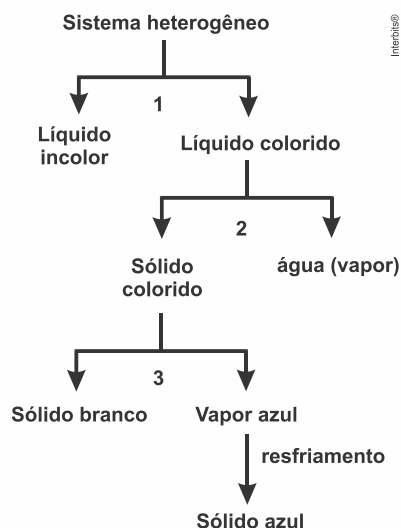 Sistema heterogêneo
Interbits®
1
Líquido
incolor
Líquido colorido
2
Sólido
colorido
água (vapor)
3
Sólido branco
Vapor azul
resfriamento
Sólido azul